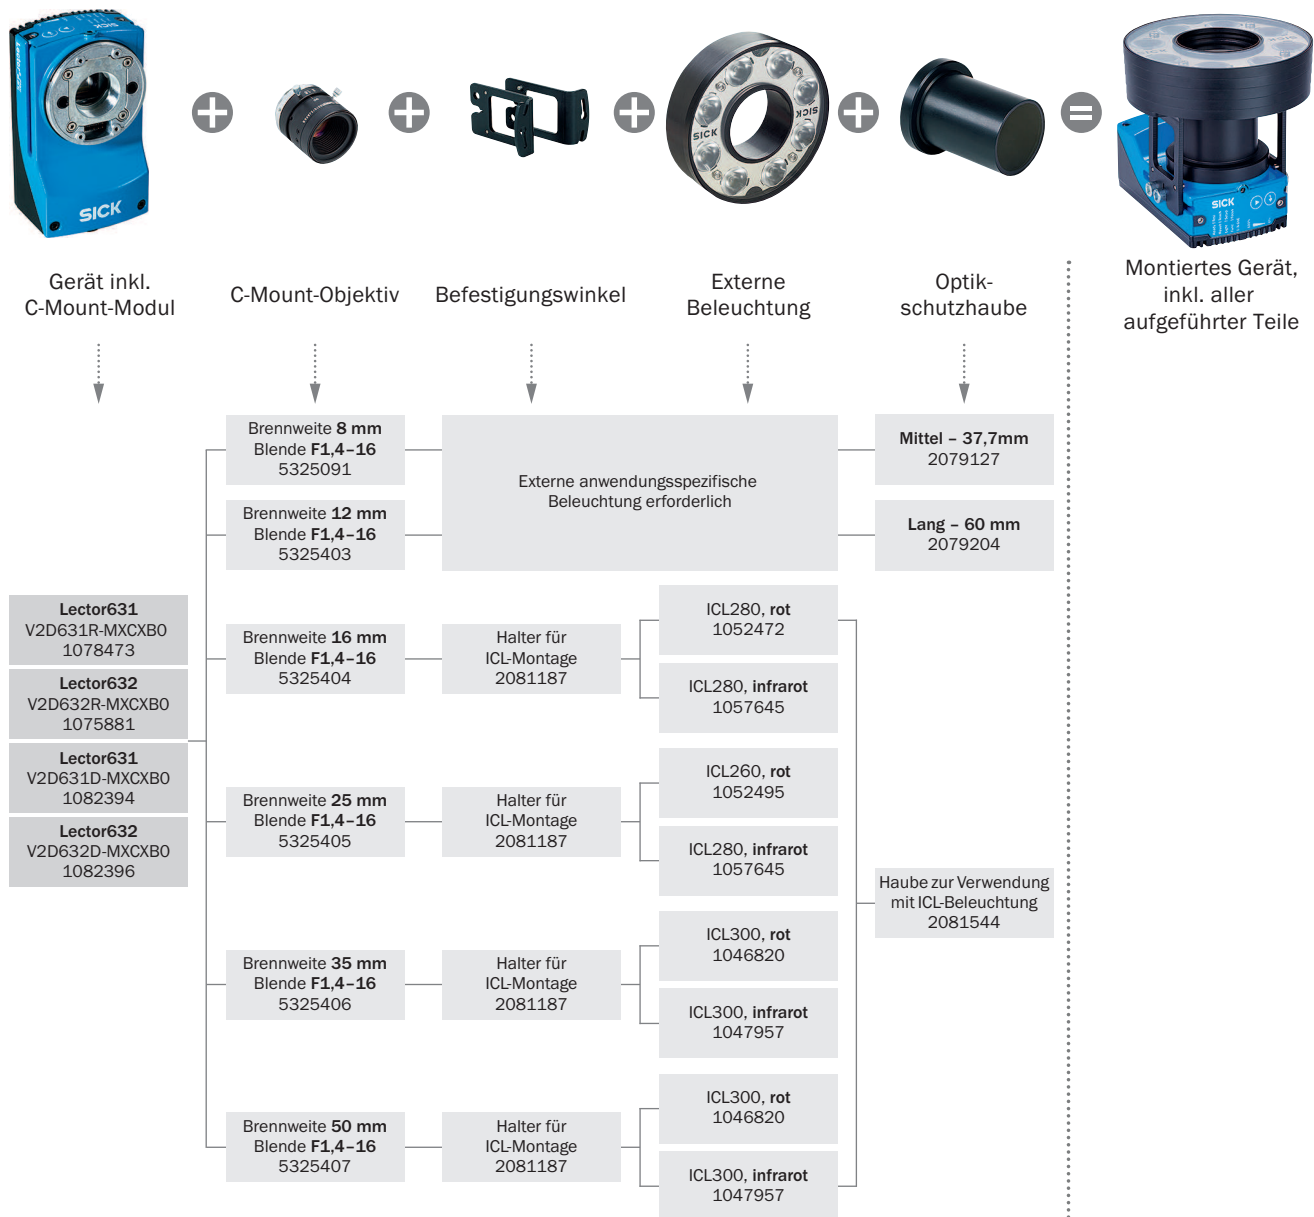 SICK
SICK
SICK
SICK
Gerät inkl.
C-Mount-Modul
C-Mount-Objektiv
Befestigungswinkel
Externe
Beleuchtung
Optik-
schutzhaube
Montiertes Gerät,
inkl. aller
aufgeführter Teile
Lector631
V2D631R-MXCXB0
1078473
Lector632
V2D632R-MXCXB0
1075881
Lector631
V2D631D-MXCXB0
1082394
Lector632
V2D632D-MXCXB0
1082396
Brennweite 8 mm
Blende F1,4–16
5325091
Brennweite 12 mm
Blende F1,4–16
5325403
Externe anwendungsspezifische
Beleuchtung erforderlich
Mittel – 37,7mm
2079127
Lang – 60 mm
2079204
Brennweite 16 mm
Blende F1,4–16
5325404
Halter für
ICL-Montage
2081187
ICL280, rot
1052472
ICL280, infrarot
1057645
Brennweite 25 mm
Blende F1,4–16
5325405
Halter für
ICL-Montage
2081187
ICL260, rot
1052495
ICL280, infrarot
1057645
Brennweite 35 mm
Blende F1,4–16
5325406
Halter für
ICL-Montage
2081187
ICL300, rot
1046820
ICL300, infrarot
1047957
Brennweite 50 mm
Blende F1,4–16
5325407
Halter für
ICL-Montage
2081187
ICL300, rot
1046820
ICL300, infrarot
1047957
Haube zur Verwendung
mit ICL-Beleuchtung
2081544